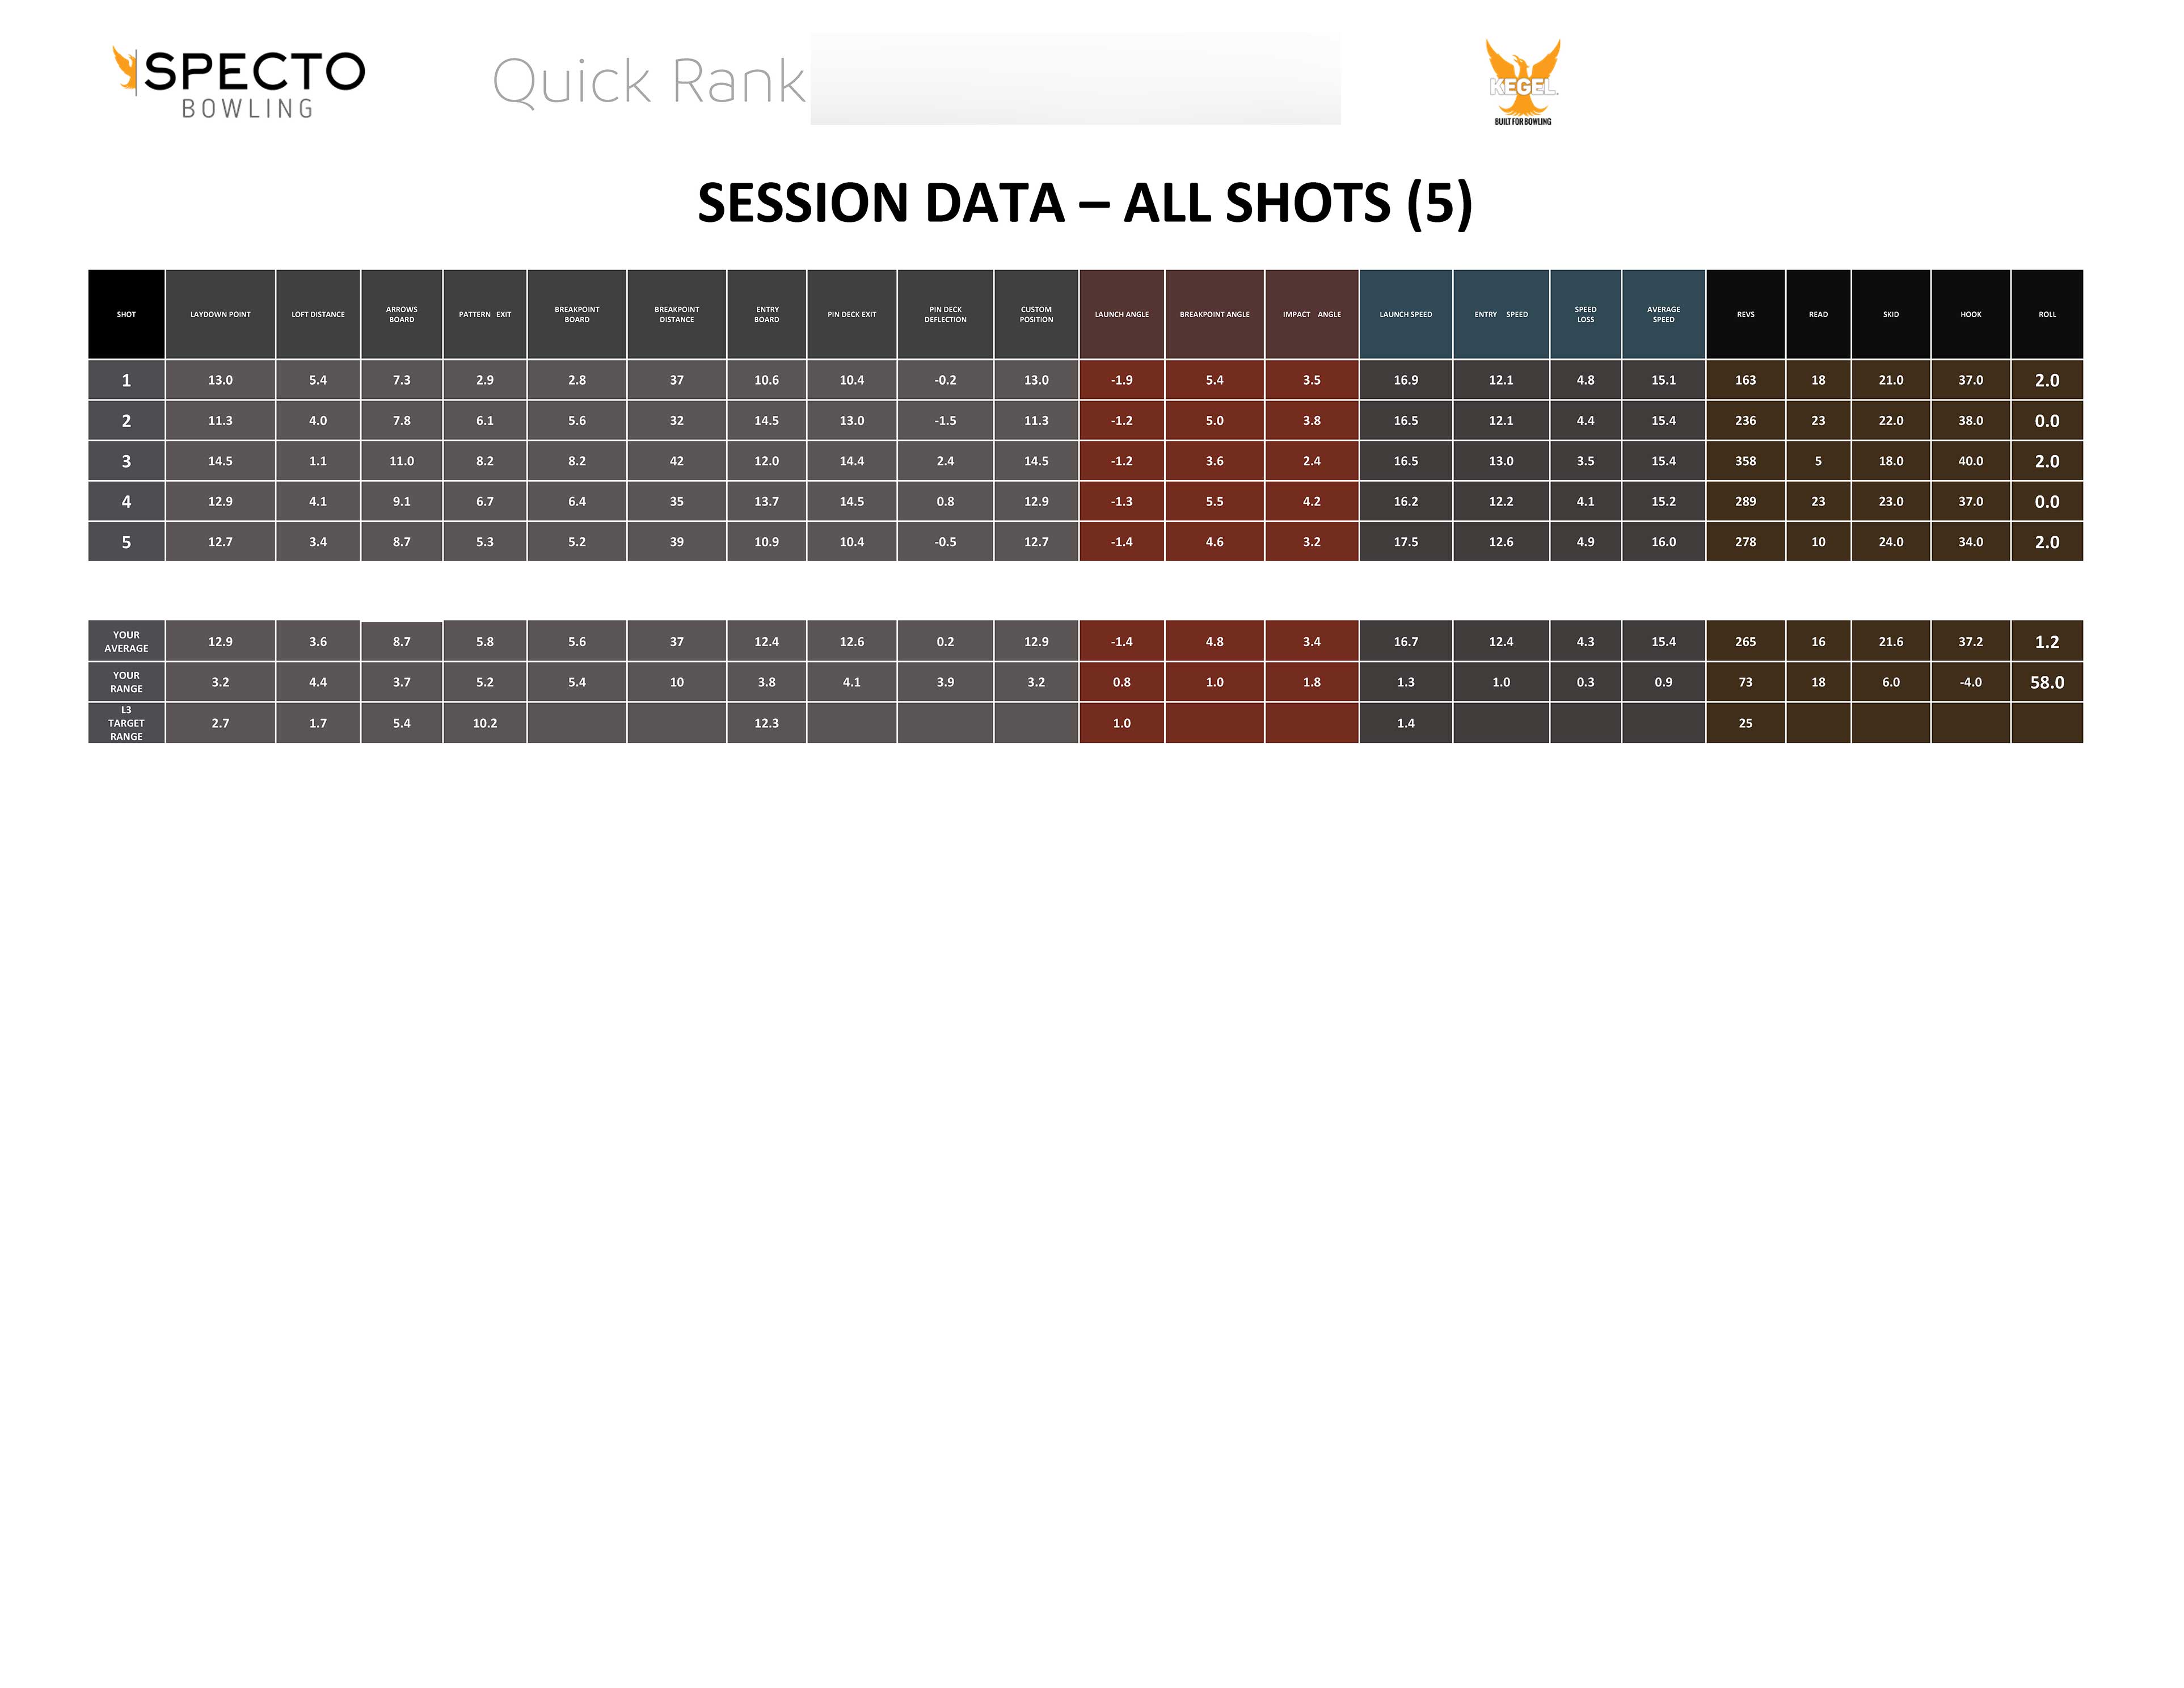 SPECTO
BOWLING
Quick Rank
KEGEL
BUILT FOR BOWLING
SESSION DATA – ALL SHOTS (5)
SHOT LAYDOWN POINT LOFT DISTANCE ARROWS BOARD PATTERN EXIT BREAKPOINT BOARD BREAKPOINT DISTANCE ENTRY BOARD PIN DECK EXIT PIN DECK DEFLECTION CUSTOM POSITION LAUNCH ANGLE BREAKPOINT ANGLE IMPACT ANGLE LAUNCH SPEED ENTRY SPEED SPEED LOSS AVERAGE SPEED REVS READ SKID HOOK ROLL
1 13.0 5.4 7.3 2.9 2.8 37 10.6 10.4 -0.2 13.0 -1.9 5.4 3.5 16.9 12.1 4.8 15.1 163 18 21.0 37.0 2.0
2 11.3 4.0 7.8 6.1 5.6 32 14.5 13.0 -1.5 11.3 -1.2 5.0 3.8 16.5 12.1 4.4 15.4 236 23 22.0 38.0 0.0
3 14.5 1.1 11.0 8.2 8.2 42 12.0 14.4 2.4 14.5 -1.2 3.6 2.4 16.5 13.0 3.5 15.4 358 5 18.0 40.0 2.0
4 12.9 4.1 9.1 6.7 6.4 35 13.7 14.5 0.8 12.9 -1.3 5.5 4.2 16.2 12.2 4.1 15.2 289 23 23.0 37.0 0.0
5 12.7 3.4 8.7 5.3 5.2 39 10.9 10.4 -0.5 12.7 -1.4 4.6 3.2 17.5 12.6 4.9 16.0 278 10 24.0 34.0 2.0
YOUR AVERAGE 12.9 3.6 8.7 5.8 5.6 37 12.4 12.6 0.2 12.9 -1.4 4.8 3.4 16.7 12.4 4.3 15.4 265 16 21.6 37.2 1.2
YOUR RANGE 3.2 4.4 3.7 5.2 5.4 10 3.8 4.1 3.9 3.2 0.8 1.0 1.8 1.3 1.0 0.3 0.9 73 18 6.0 -4.0 58.0
L3 TARGET RANGE 2.7 1.7 5.4 10.2 12.3 1.0 1.4 25